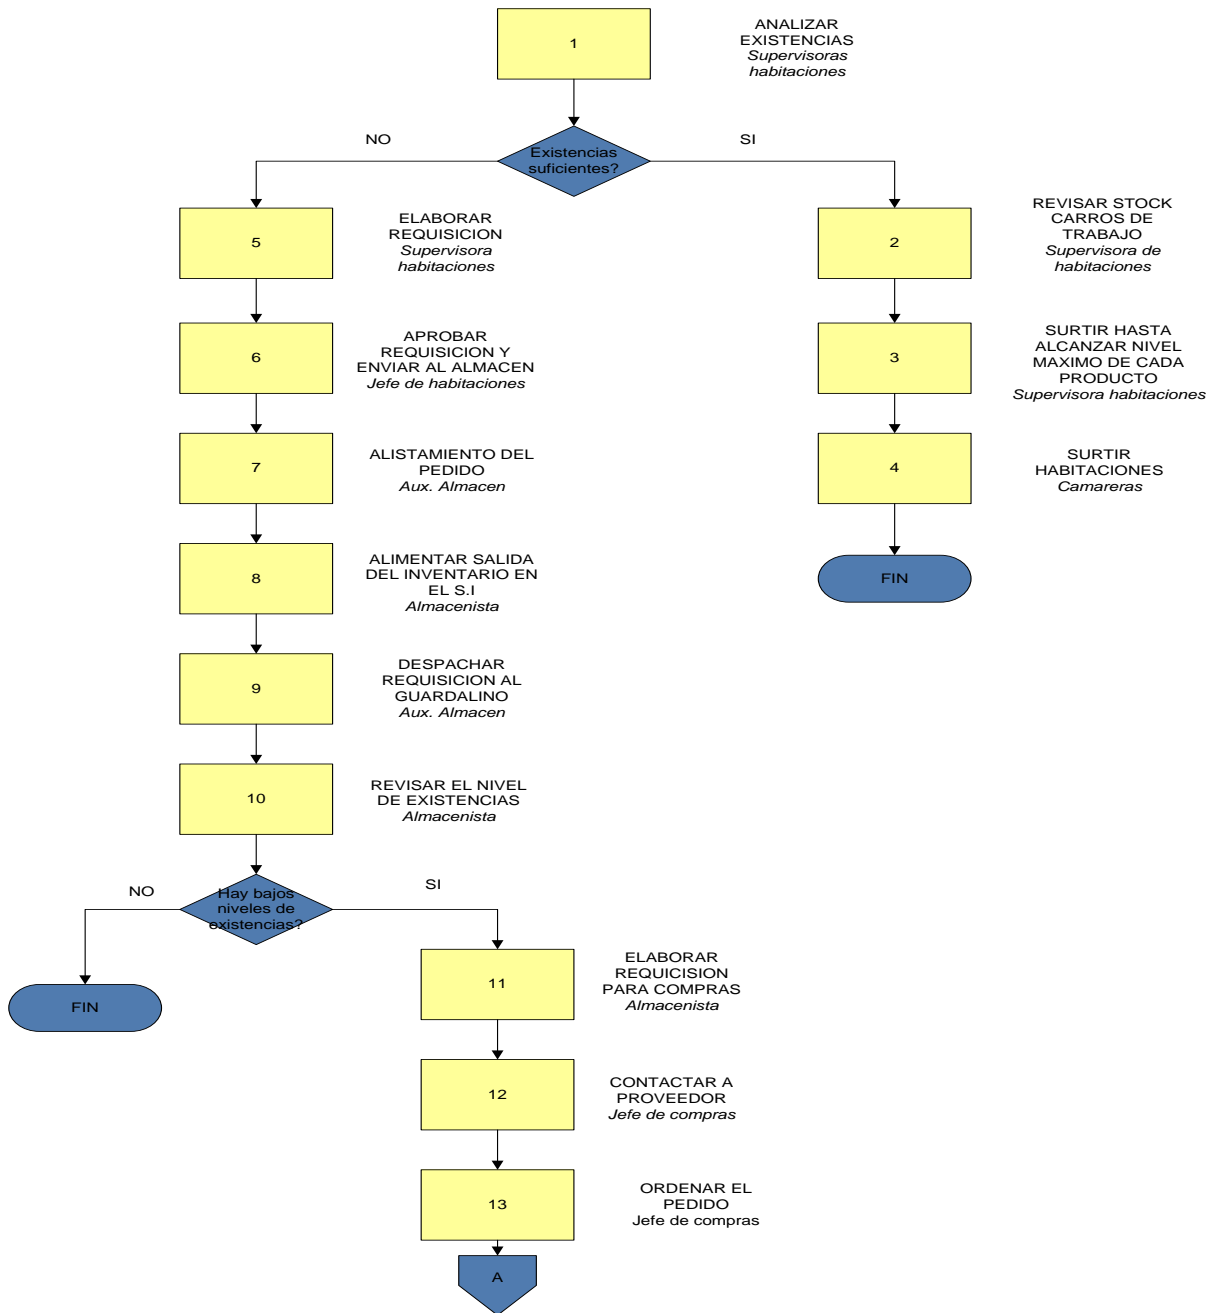 1
ANALIZAR
EXISTENCIAS
Supervisoras
habitaciones
NO
Existencias
suficientes?
SI
5
ELABORAR
REQUISICION
Supervisora
habitaciones
2
REVISAR STOCK
CARROS DE
TRABAJO
Supervisora de
habitaciones
6
APROBAR
REQUISICION Y
ENVIAR AL ALMACEN
Jefe de habitaciones
3
SURTIR HASTA
ALCANZAR NIVEL
MAXIMO DE CADA
PRODUCTO
Supervisora habitaciones
7
ALISTAMIENTO DEL
PEDIDO
Aux. Almacen
4
SURTIR
HABITACIONES
Camareras
8
ALIMENTAR SALIDA
DEL INVENTARIO EN
EL S.I
Almacenista
FIN
9
DESPACHAR
REQUISICION AL
GUARDALINO
Aux. Almacen
10
REVISAR EL NIVEL
DE EXISTENCIAS
Almacenista
NO
Hay bajos
niveles de
existencias?
SI
FIN
11
ELABORAR
REQUICISION
PARA COMPRAS
Almacenista
12
CONTACTAR A
PROVEEDOR
Jefe de compras
13
ORDENAR EL
PEDIDO
Jefe de compras
A